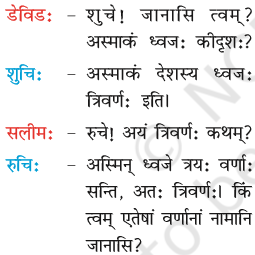 डेविडः – शुचे! जानासि त्वम्?
अस्माकं ध्वजः कीदृशः?
शुचिः – अस्माकं देशस्य ध्वजः
त्रिवर्णः इति।
सलीमः – रुचे! अयं त्रिवर्णः कथम्?
रुचिः – अस्मिन् ध्वजे त्रयः वर्णाः
सन्ति, अतः त्रिवर्णः। किं
त्वम् एतेषां वर्णानां नामानि
जानासि?